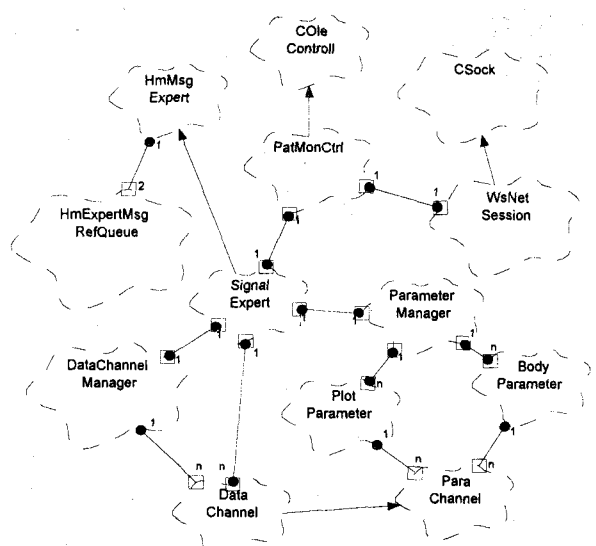 COle
Controll
CSock
HmMsg
Expert
1
PatMonCtrl
2
1
1
WsNet
Session
HmExpertMsg
RefQueue
1
1
Signal
Expert
Parameter
Manager
1
1
1
1
1
1
1
n
DataChannel
Manager
n
Body
Parameter
Plot
Parameter
1
1
1
n
n
n
n
Data
Channel
Para
Channel